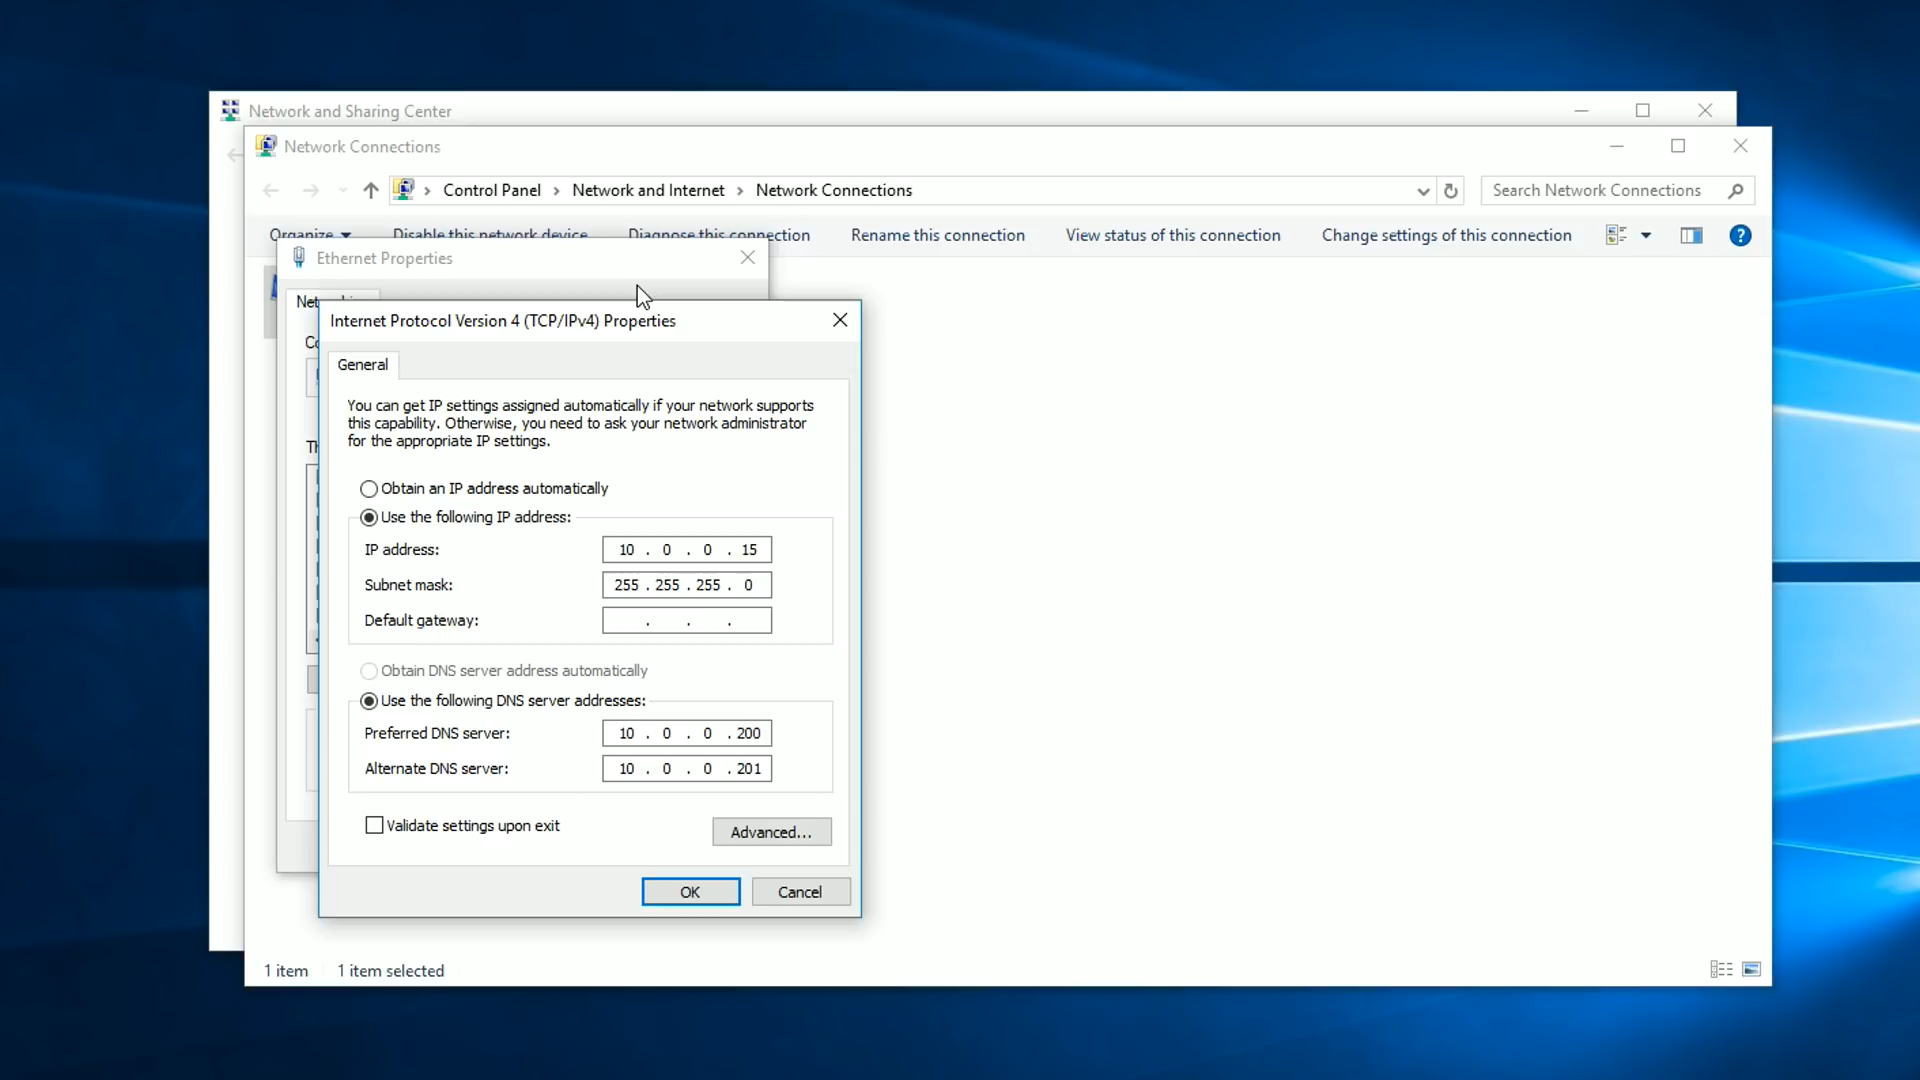 Network and Sharing Center
Network Connections
Control Panel > Network and Internet > Network Connections
Search Network Connections
Organize Disable this network device Diagnose this connection Rename this connection View status of this connection Change settings of this connection
Ethernet Properties
Internet Protocol Version 4 (TCP/IPv4) Properties
General
You can get IP settings assigned automatically if your network supports
this capability. Otherwise, you need to ask your network administrator
for the appropriate IP settings.
Obtain an IP address automatically
Use the following IP address:
IP address: 10 . 0 . 0 . 15
Subnet mask: 255 . 255 . 255 . 0
Default gateway: . . .
Obtain DNS server address automatically
Use the following DNS server addresses:
Preferred DNS server: 10 . 0 . 0 . 200
Alternate DNS server: 10 . 0 . 0 . 201
Validate settings upon exit
Advanced...
OK Cancel
1 item 1 item selected